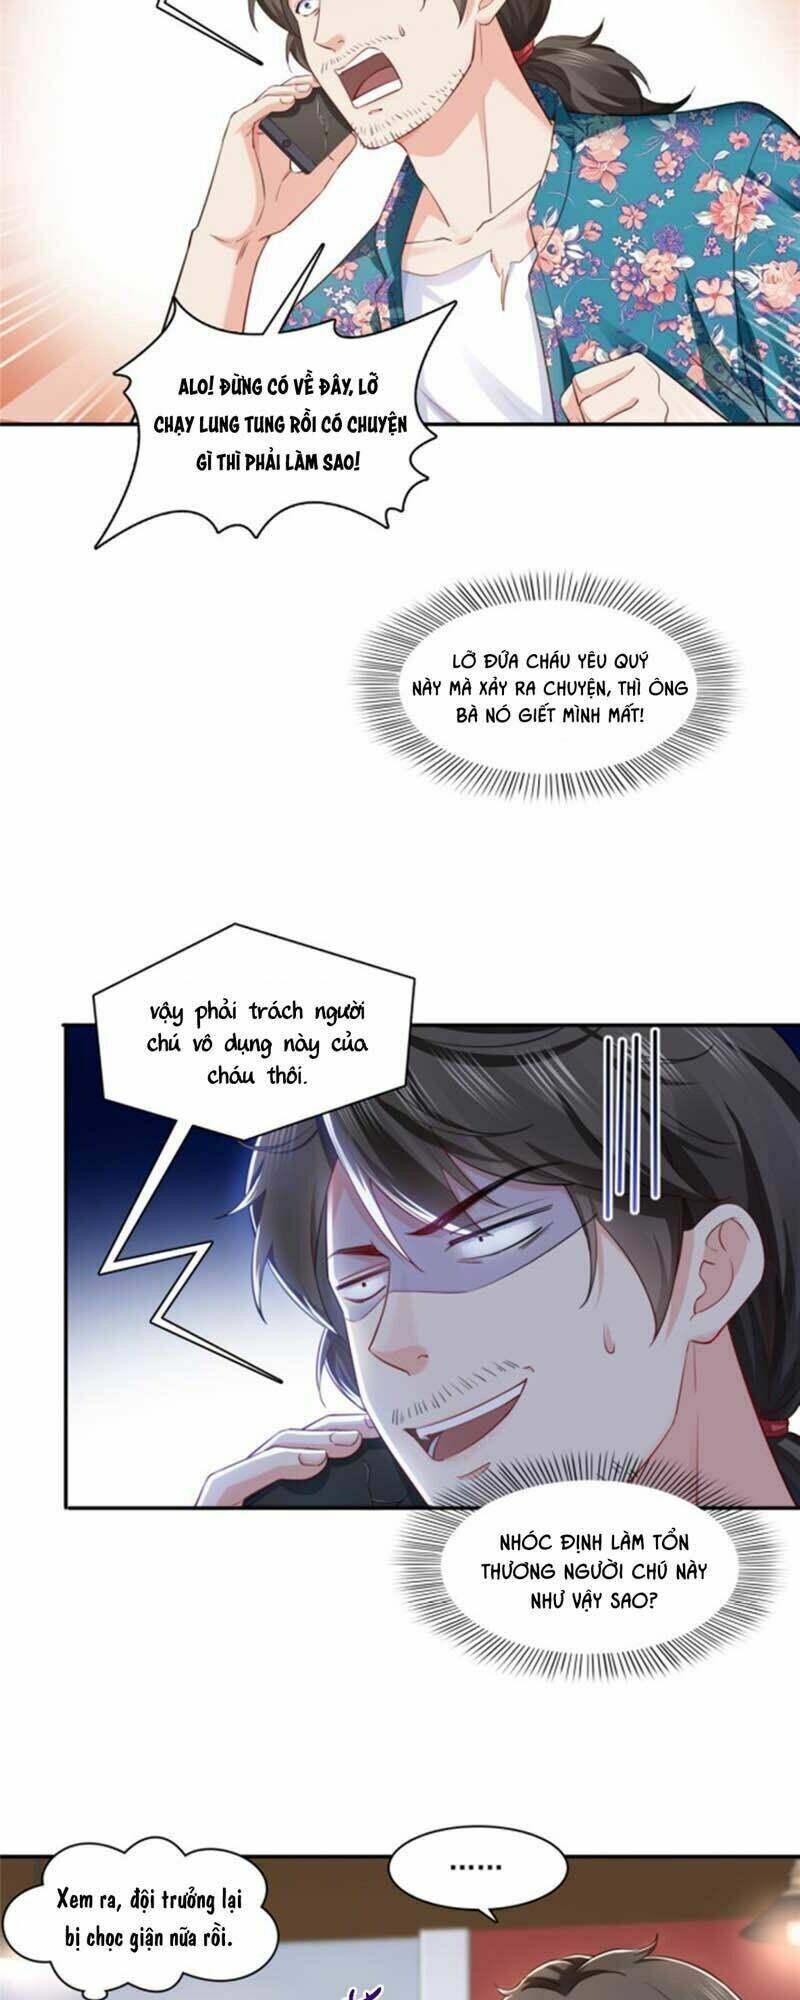 ALO! ĐỪNG CÓ VỀ ĐÂY, LỠ
CHẠY LUNG TUNG RỒI CÓ CHUYỆN
GÌ THÌ PHẢI LÀM SAO!
LỠ ĐỨA CHÁU YÊU QUÝ
NÀY MÀ XẢY RA CHUYỆN, THÌ ÔNG
BÀ NÓ GIẾT MÌNH MẤT!
vậy phải trách người
chú vô dụng này của
cháu thôi.
NHÓC ĐỊNH LÀM TỔN
THƯƠNG NGƯỜI CHÚ NÀY
NHƯ VẬY SAO?
......
Xem ra, đội trưởng lại
bị chọc giận nữa rồi.